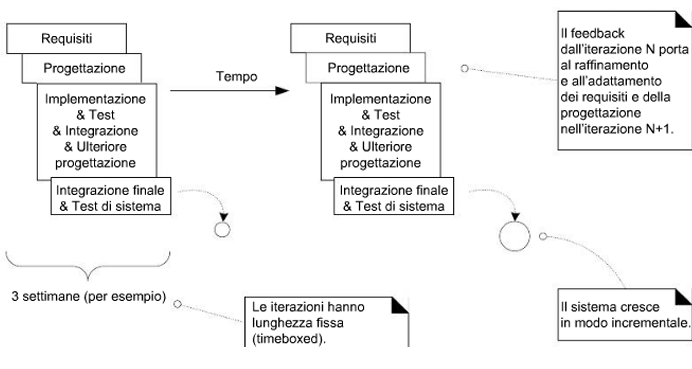 Requisiti
Progettazione
Implementazione
& Test
& Integrazione
& Ulteriore
progettazione
Integrazione finale
& Test di sistema
3 settimane (per esempio)
Tempo
Requisiti
Progettazione
Implementazione
& Test
& Integrazione
& Ulteriore
progettazione
Integrazione finale
& Test di sistema
Il feedback
dall'iterazione N porta
al raffinamento
e all'adattamento
dei requisiti e della
progettazione
nell'iterazione N+1.
Le iterazioni hanno
lunghezza fissa
(timeboxed).
Il sistema cresce
in modo incrementale.